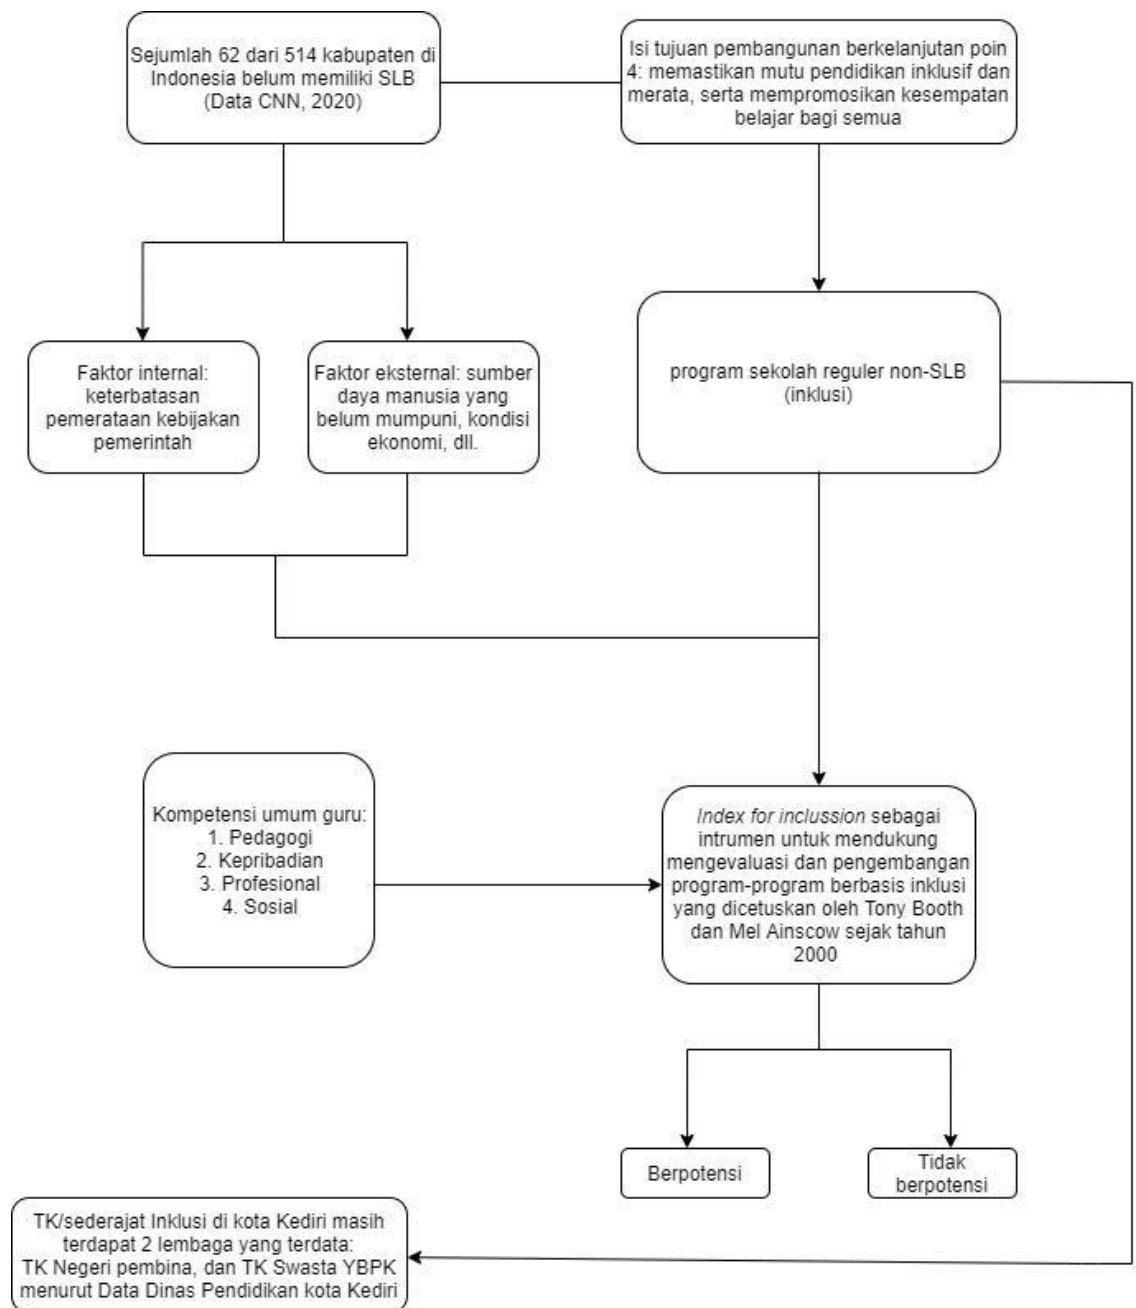 Sejumlah 62 dari 514 kabupaten di
Indonesia belum memiliki SLB
(Data CNN, 2020)
Isi tujuan pembangunan berkelanjutan poin
4: memastikan mutu pendidikan inklusif dan
merata, serta mempromosikan kesempatan
belajar bagi semua
Faktor internal:
keterbatasan
pemerataan kebijakan
pemerintah
Faktor eksternal: sumber
daya manusia yang
belum mumpuni, kondisi
ekonomi, dll.
program sekolah reguler non-SLB
(inklusi)
Kompetensi umum guru:
1. Pedagogi
2. Kepribadian
3. Profesional
4. Sosial
Index for inclussion sebagai
intrumen untuk mendukung
mengevaluasi dan pengembangan
program-program berbasis inklusi
yang dicetuskan oleh Tony Booth
dan Mel Ainscow sejak tahun
2000
Berpotensi
Tidak
berpotensi
TK/sederajat Inklusi di kota Kediri masih
terdapat 2 lembaga yang terdata:
TK Negeri pembina, dan TK Swasta YBPK
menurut Data Dinas Pendidikan kota Kediri